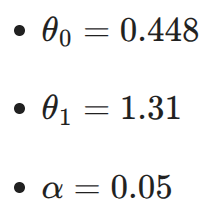 • θ₀ = 0.448
• θ₁ = 1.31
• α = 0.05